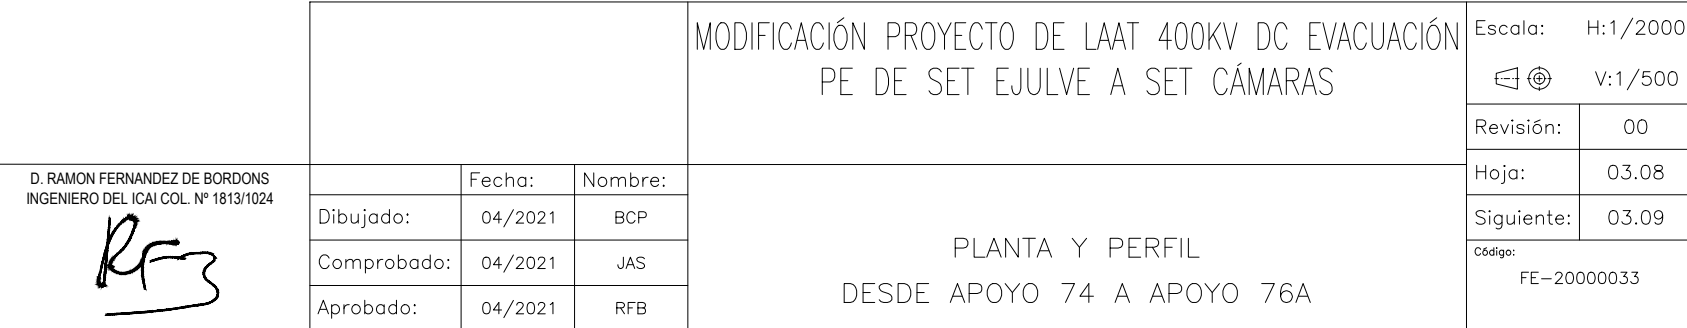 MODIFICACIÓN PROYECTO DE LAAT 400KV DC EVACUACIÓN
PE DE SET EJULVE A SET CÁMARAS
Escala: H:1/2000
V:1/500
Revisión: 00
Hoja: 03.08
Siguiente: 03.09
Código:
FE-20000033
D. RAMON FERNANDEZ DE BORDONS
INGENIERO DEL ICAI COL. Nº 1813/1024
RFB
Fecha: Nombre:
Dibujado: 04/2021 BCP
Comprobado: 04/2021 JAS
Aprobado: 04/2021 RFB
PLANTA Y PERFIL
DESDE APOYO 74 A APOYO 76A